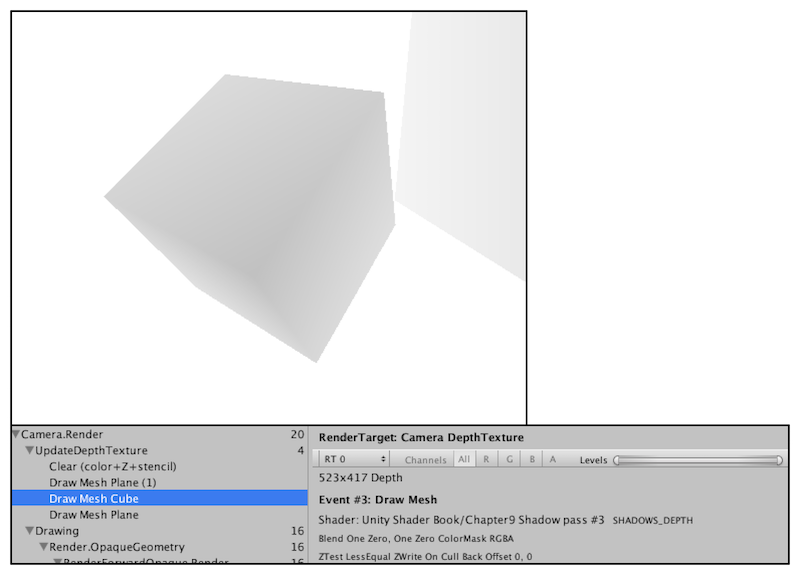 Camera.Render 20
UpdateDepthTexture 4
Clear (color+Z+stencil)
Draw Mesh Plane (1)
Draw Mesh Cube
Draw Mesh Plane
Drawing 16
Render.OpaqueGeometry 16
RenderForwardOpaque.Render 16
RenderTarget: Camera DepthTexture
RT 0 Channels All R G B A Levels
523x417 Depth
Event #3: Draw Mesh
Shader: Unity Shader Book/Chapter9 Shadow pass #3 SHADOWS_DEPTH
Blend One Zero, One Zero ColorMask RGBA
ZTest LessEqual ZWrite On Cull Back Offset 0, 0